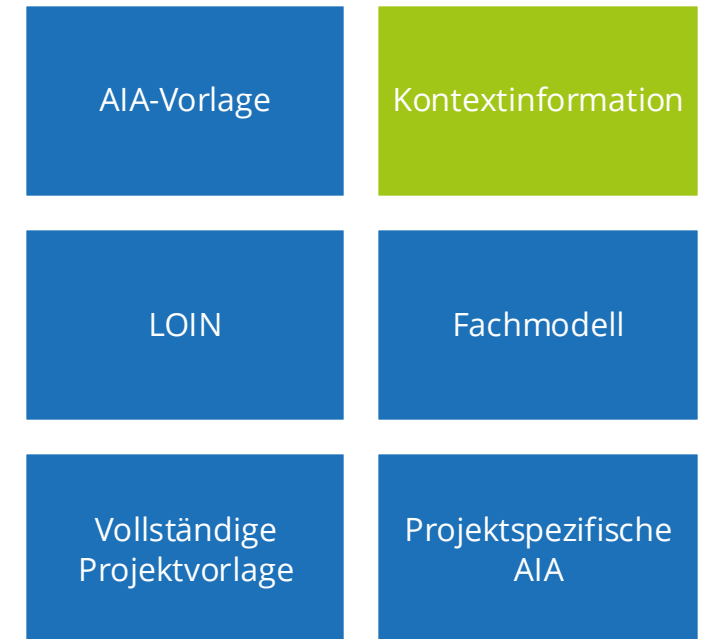 AIA-Vorlage
Kontextinformation
LOIN
Fachmodell
Vollständige
Projektvorlage
Projektspezifische
AIA